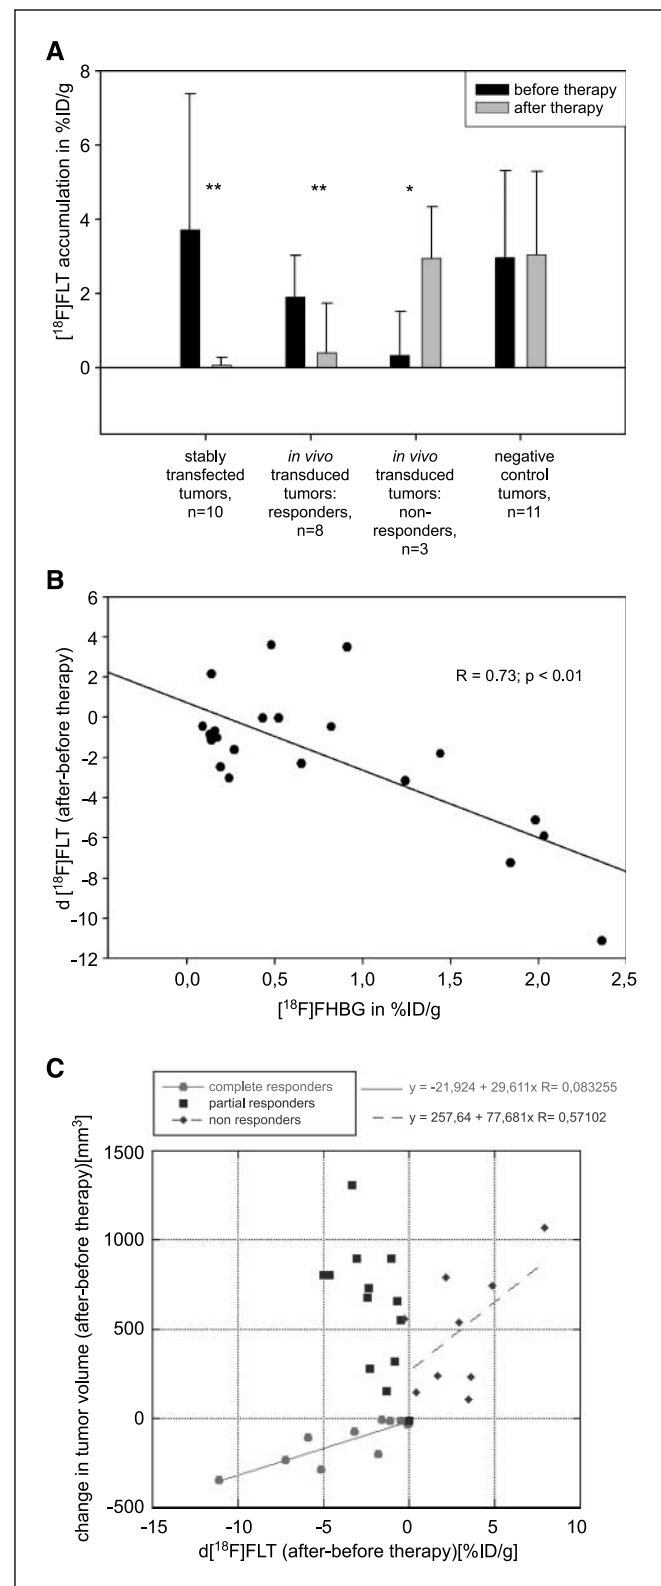 A
[18F]FLT accumulation in %ID/g
8
6
4
2
0
before therapy
after therapy
**
**
*
stably
transfected
tumors,
n=10
in vivo
transduced
tumors:
responders,
n=8
in vivo
transduced
tumors:
non-
responders,
n=3
negative
control
tumors,
n=11
B
d [18F]FLT (after-before therapy)
6
4
2
0
-2
-4
-6
-8
-10
-12
R = 0.73; p < 0.01
0,0
0,5
1,0
1,5
2,0
2,5
[18F]FHBG in %ID/g
C
complete responders
partial responders
non responders
y = -21,924 + 29,611x R= 0,083255
y = 257,64 + 77,681x R= 0,57102
change in tumor volume (after-before therapy)[mm3]
1500
1000
500
0
-500
-15
-10
-5
0
5
10
d[18F]FLT (after-before therapy)[%ID/g]